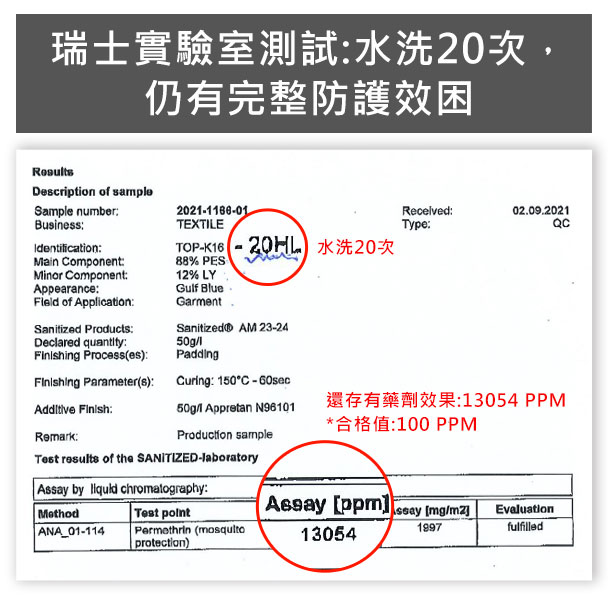 瑞士實驗室測試:水洗20次，
仍有完整防護效困
Results
Description of sample
Sample number: 2021-1166-01 Received: 02.09.2021
Business: TEXTILE Type: QC
Identification: TOP-K16 - 20HL 水洗20次
Main Component: 88% PES
Minor Component: 12% LY
Appearance: Gulf Blue
Field of Application: Garment
Sanitized Products: Sanitized® AM 23-24
Declared quantity: 50g/l
Finishing Process(es): Padding
Finishing Parameter(s): Curing: 150°C - 60sec
還存有藥劑效果:13054 PPM
Additive Finish: 50g/l Appretan N96101
*合格值:100 PPM
Remark: Production sample
Test results of the SANITIZED-laboratory
Assay by liquid chromatography:
Method Test point Assay [ppm] Assay [mg/m2] Evaluation
ANA_01-114 Permethrin (mosquito 13054 1997 fulfilled
protection)